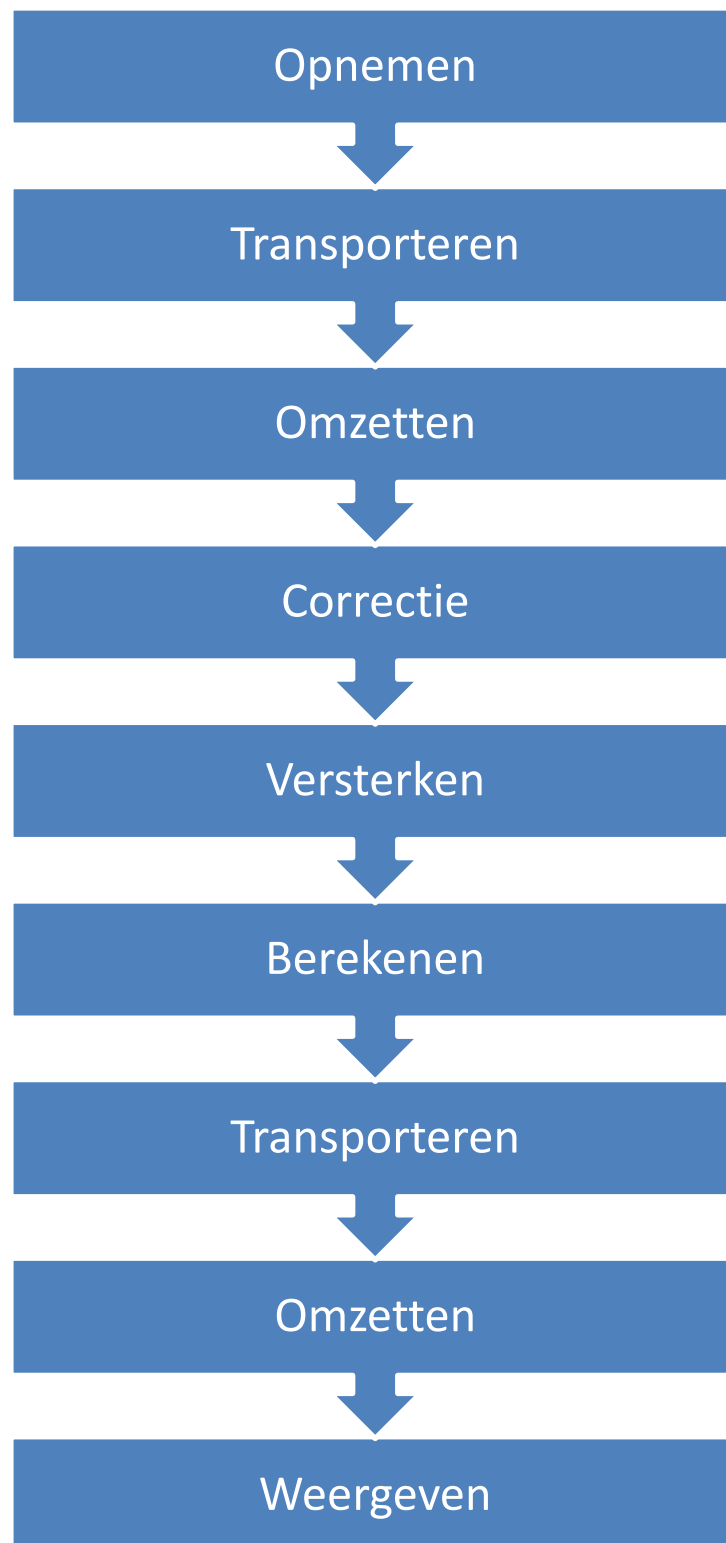 Opnemen
Transporteren
Omzetten
Correctie
Versterken
Berekenen
Transporteren
Omzetten
Weergeven